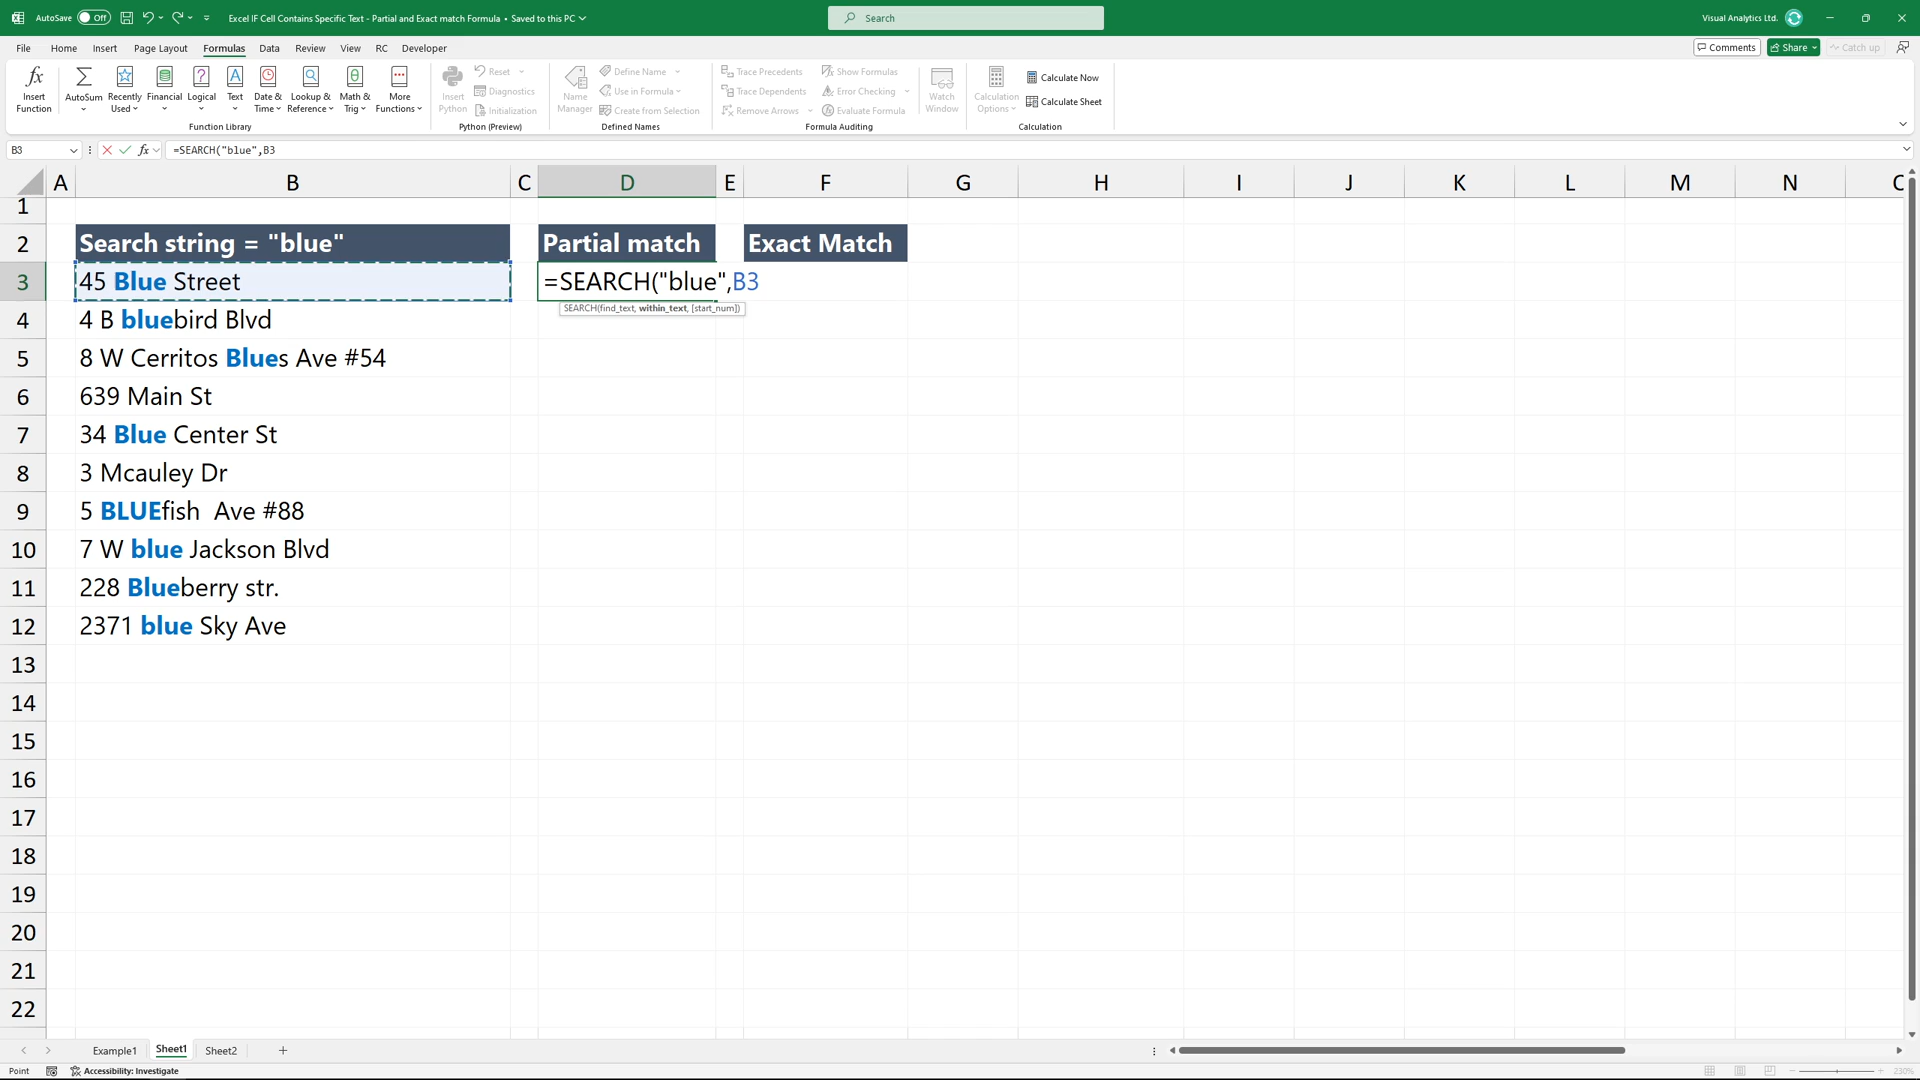 AutoSave Off Excel IF Cell Contains Specific Text - Partial and Exact match Formula • Saved to this PC Search Visual Analytics Ltd.
File Home Insert Page Layout Formulas Data Review View RC Developer Comments Share Catch up
Insert Function
AutoSum
Recently Used
Financial
Logical
Text
Date & Time
Lookup & Reference
Math & Trig
More Functions
Function Library
Insert Python
Reset
Diagnostics
Initialization
Python (Preview)
Name Manager
Define Name
Use in Formula
Create from Selection
Defined Names
Trace Precedents
Trace Dependents
Remove Arrows
Show Formulas
Error Checking
Evaluate Formula
Formula Auditing
Watch Window
Calculation Options
Calculate Now
Calculate Sheet
Calculation
B3 fx =SEARCH("blue",B3
A B C D E F G H I J K L M N
1
2 Search string = "blue" Partial match Exact Match
3 45 Blue Street =SEARCH("blue",B3
SEARCH(find_text, within_text, [start_num])
4 4 B bluebird Blvd
5 8 W Cerritos Blues Ave #54
6 639 Main St
7 34 Blue Center St
8 3 Mcauley Dr
9 5 BLUEfish  Ave #88
10 7 W blue Jackson Blvd
11 228 Blueberry str.
12 2371 blue Sky Ave
13
14
15
16
17
18
19
20
21
22
Example1 Sheet1 Sheet2
Point Accessibility: Investigate 230%